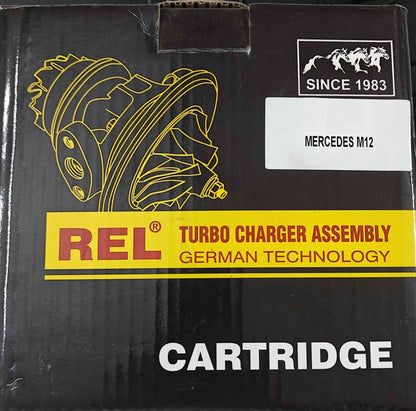 SINCE 1983
MERCEDES M12
REL®
TURBO CHARGER ASSEMBLY
GERMAN TECHNOLOGY
CARTRIDGE